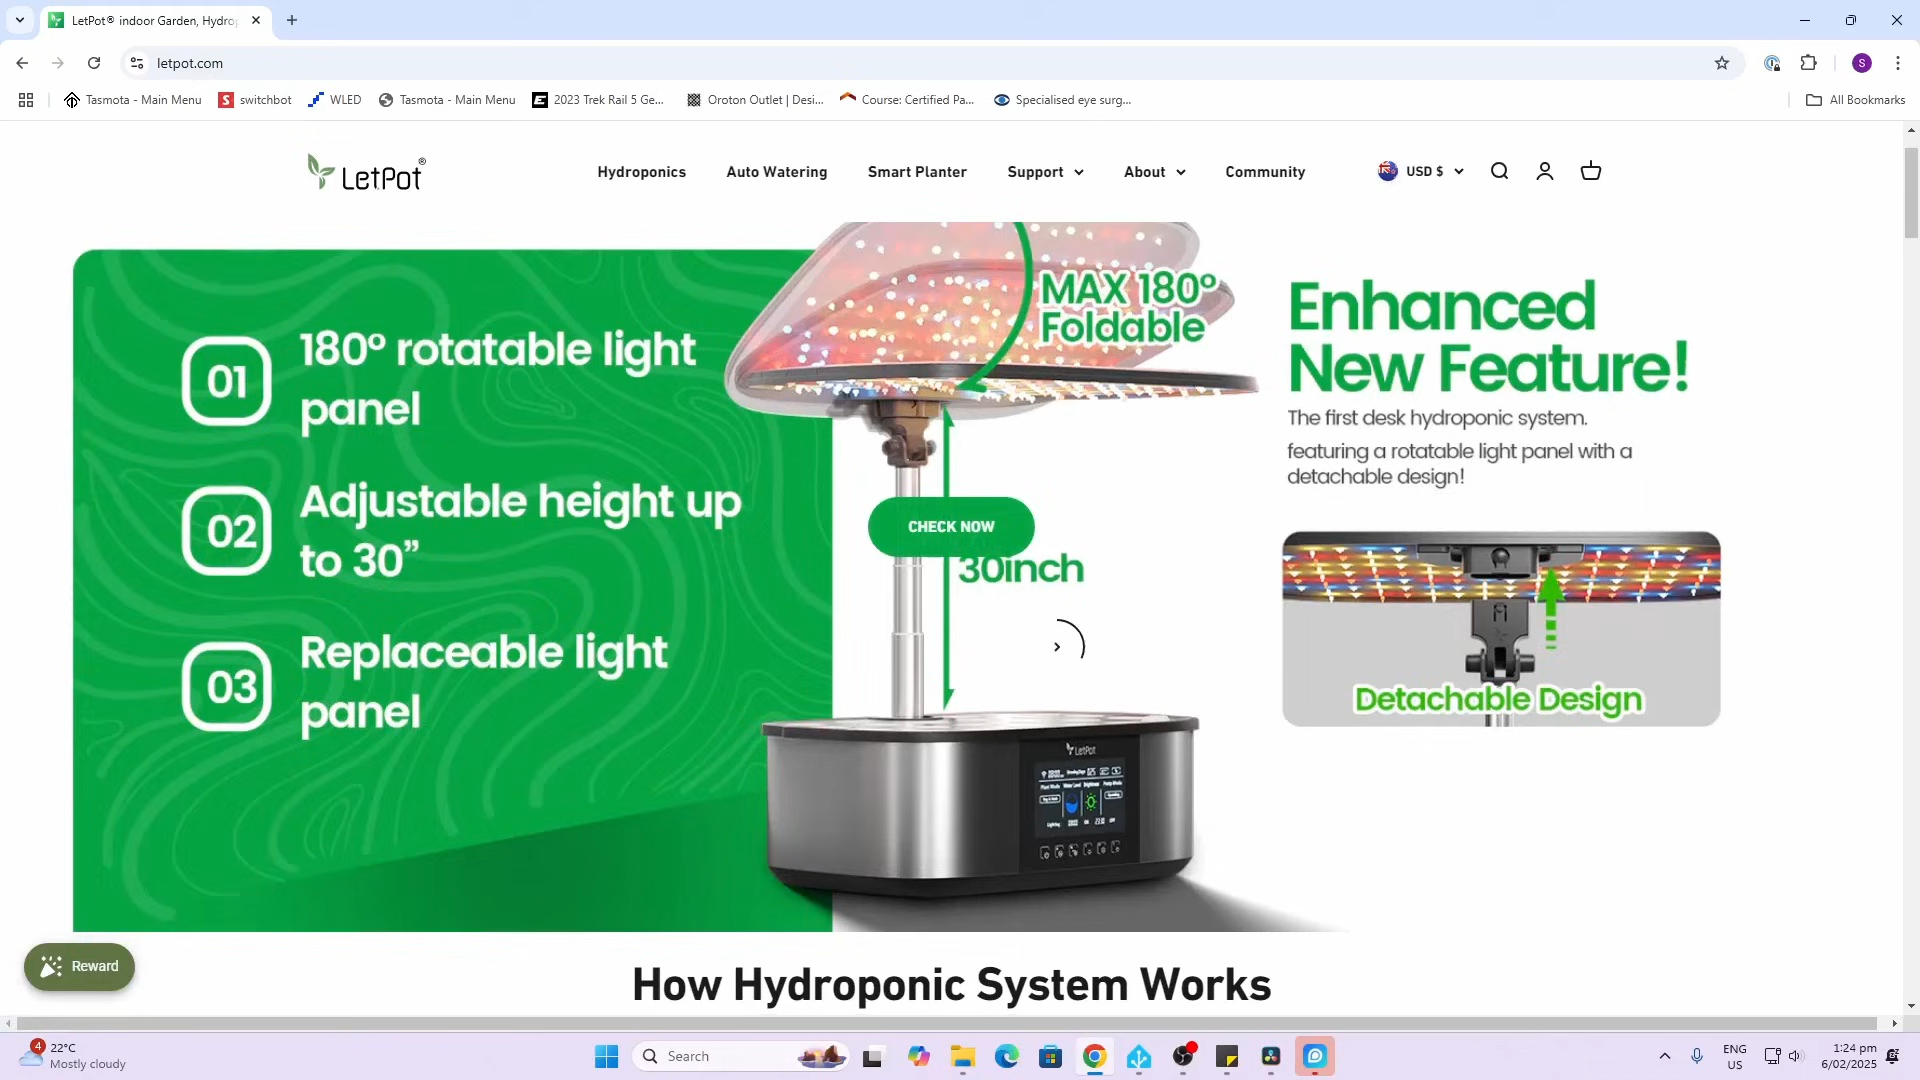 LetPot® indoor Garden, Hydrop
letpot.com
Tasmota - Main Menu
switchbot
WLED
Tasmota - Main Menu
2023 Trek Rail 5 Ge...
Oroton Outlet | Desi...
Course: Certified Pa...
Specialised eye surg...
All Bookmarks
S
LetPot®
Hydroponics
Auto Watering
Smart Planter
Support
About
Community
USD $
01
180° rotatable light
panel
02
Adjustable height up
to 30”
03
Replaceable light
panel
MAX 180°
Foldable
CHECK NOW
30inch
LetPot
Enhanced
New Feature!
The first desk hydroponic system.
featuring a rotatable light panel with a
detachable design!
Detachable Design
Reward
How Hydroponic System Works
4
22°C
Mostly cloudy
Search
ENG
US
1:24 pm
6/02/2025